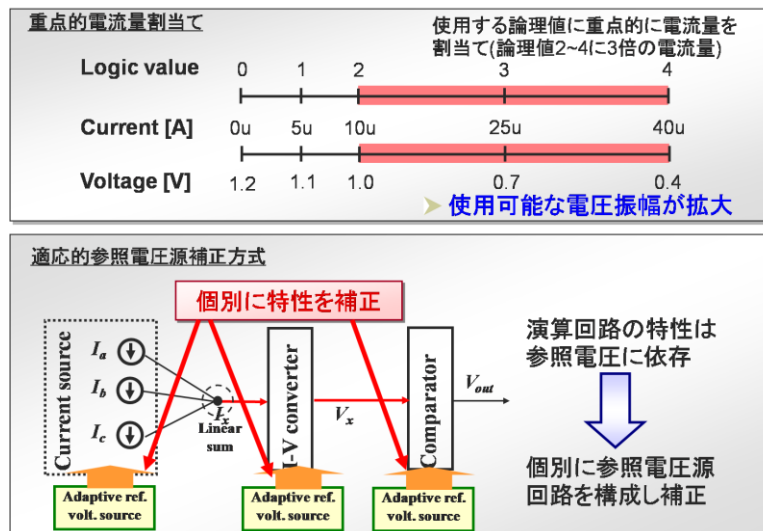 重点的電流量割当て
使用する論理値に重点的に電流量を
割当て(論理値2~4に3倍の電流量)
Logic value
0 1 2 3 4
Current [A]
0u 5u 10u 25u 40u
Voltage [V]
1.2 1.1 1.0 0.7 0.4
使用可能な電圧振幅が拡大
適応的参照電圧源補正方式
個別に特性を補正
Current source
Ia
Ib
Ic
Ix
Linear
sum
I-V converter
Vx
Comparator
Vout
Adaptive ref.
volt. source
Adaptive ref.
volt. source
Adaptive ref.
volt. source
演算回路の特性は
参照電圧に依存
個別に参照電圧源
回路を構成し補正